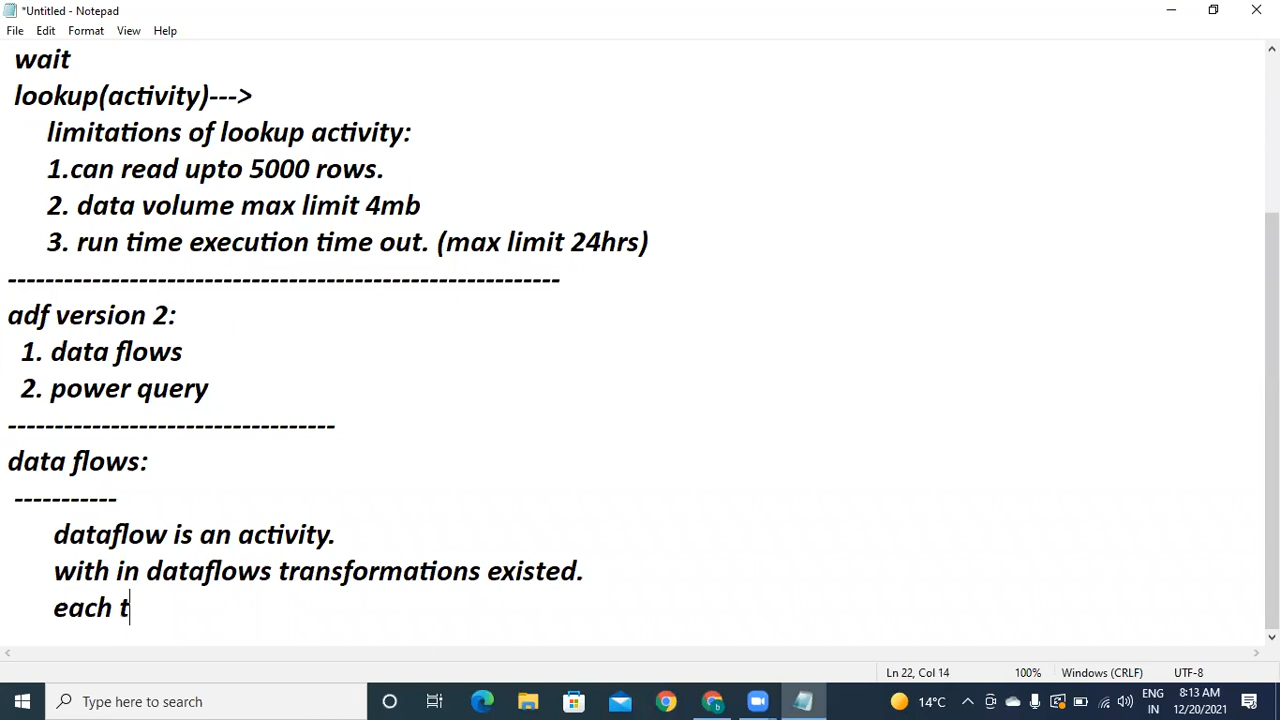 *Untitled - Notepad
File Edit Format View Help
wait
lookup(activity)--->
limitations of lookup activity:
1.can read upto 5000 rows.
2. data volume max limit 4mb
3. run time execution time out. (max limit 24hrs)
-----------------------------------------------------------
adf version 2:
1. data flows
2. power query
-----------------------------------
data flows:
-----------
dataflow is an activity.
with in dataflows transformations existed.
each t
Ln 22, Col 14 100% Windows (CRLF) UTF-8
Type here to search 14°C ENG 8:13 AM
IN 12/20/2021